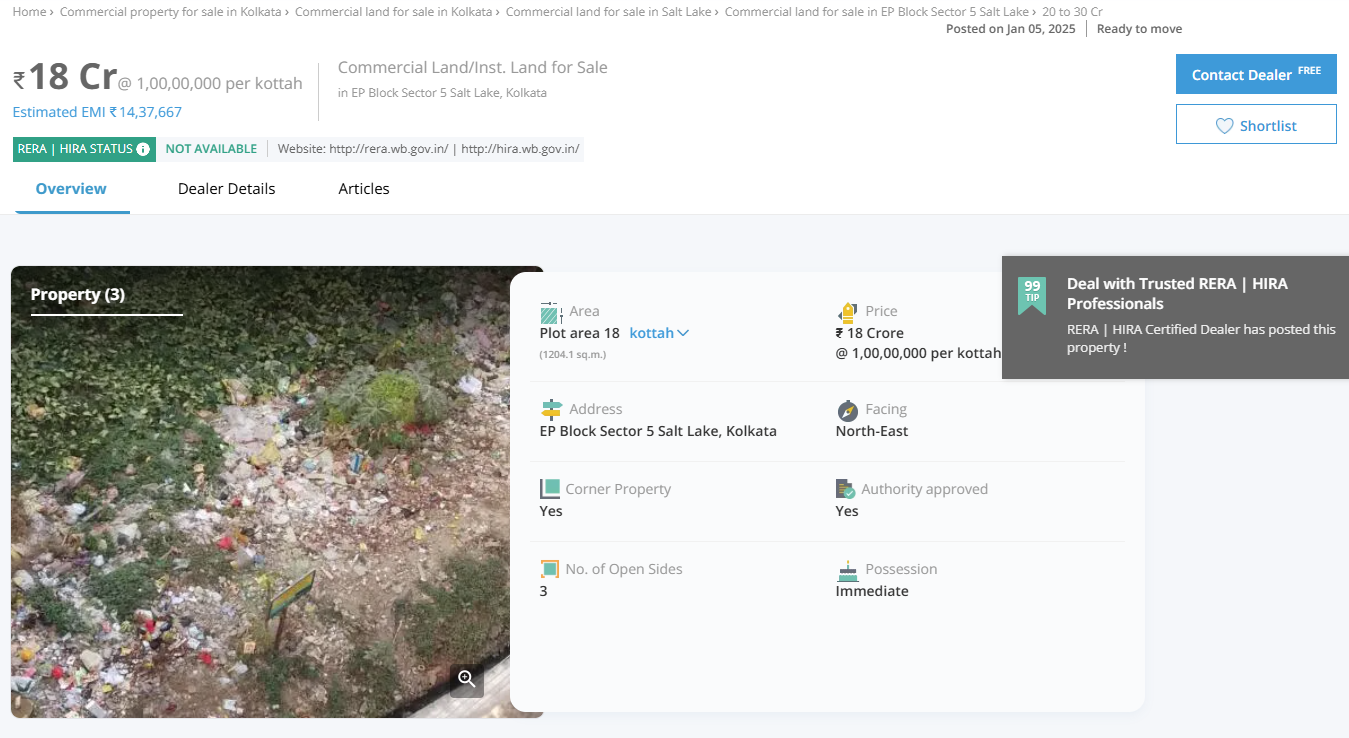 Home › Commercial property for sale in Kolkata › Commercial land for sale in Kolkata › Commercial land for sale in Salt Lake › Commercial land for sale in EP Block Sector 5 Salt Lake › 20 to 30 Cr
Posted on Jan 05, 2025 | Ready to move
₹ 18 Cr @ 1,00,00,000 per kottah
Estimated EMI ₹ 14,37,667
Commercial Land/Inst. Land for Sale
in EP Block Sector 5 Salt Lake, Kolkata
Contact Dealer FREE
Shortlist
RERA | HIRA STATUS i NOT AVAILABLE Website: http://rera.wb.gov.in/ | http://hira.wb.gov.in/
Overview Dealer Details Articles
Property (3)
Area
Plot area 18 kottah
(1204.1 sq.m.)
Price
₹ 18 Crore
@ 1,00,00,000 per kottah
99
TIP
Deal with Trusted RERA | HIRA
Professionals
RERA | HIRA Certified Dealer has posted this
property !
Address
EP Block Sector 5 Salt Lake, Kolkata
Facing
North-East
Corner Property
Yes
Authority approved
Yes
No. of Open Sides
3
Possession
Immediate